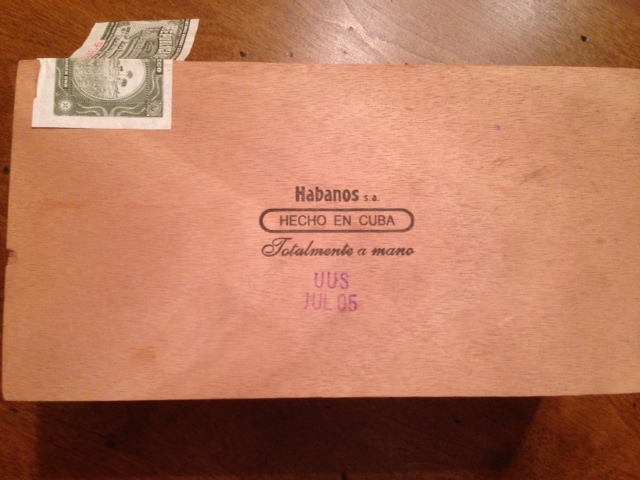 Habanos s.a.
HECHO EN CUBA
Totalmente a mano
UUS
JUL 05